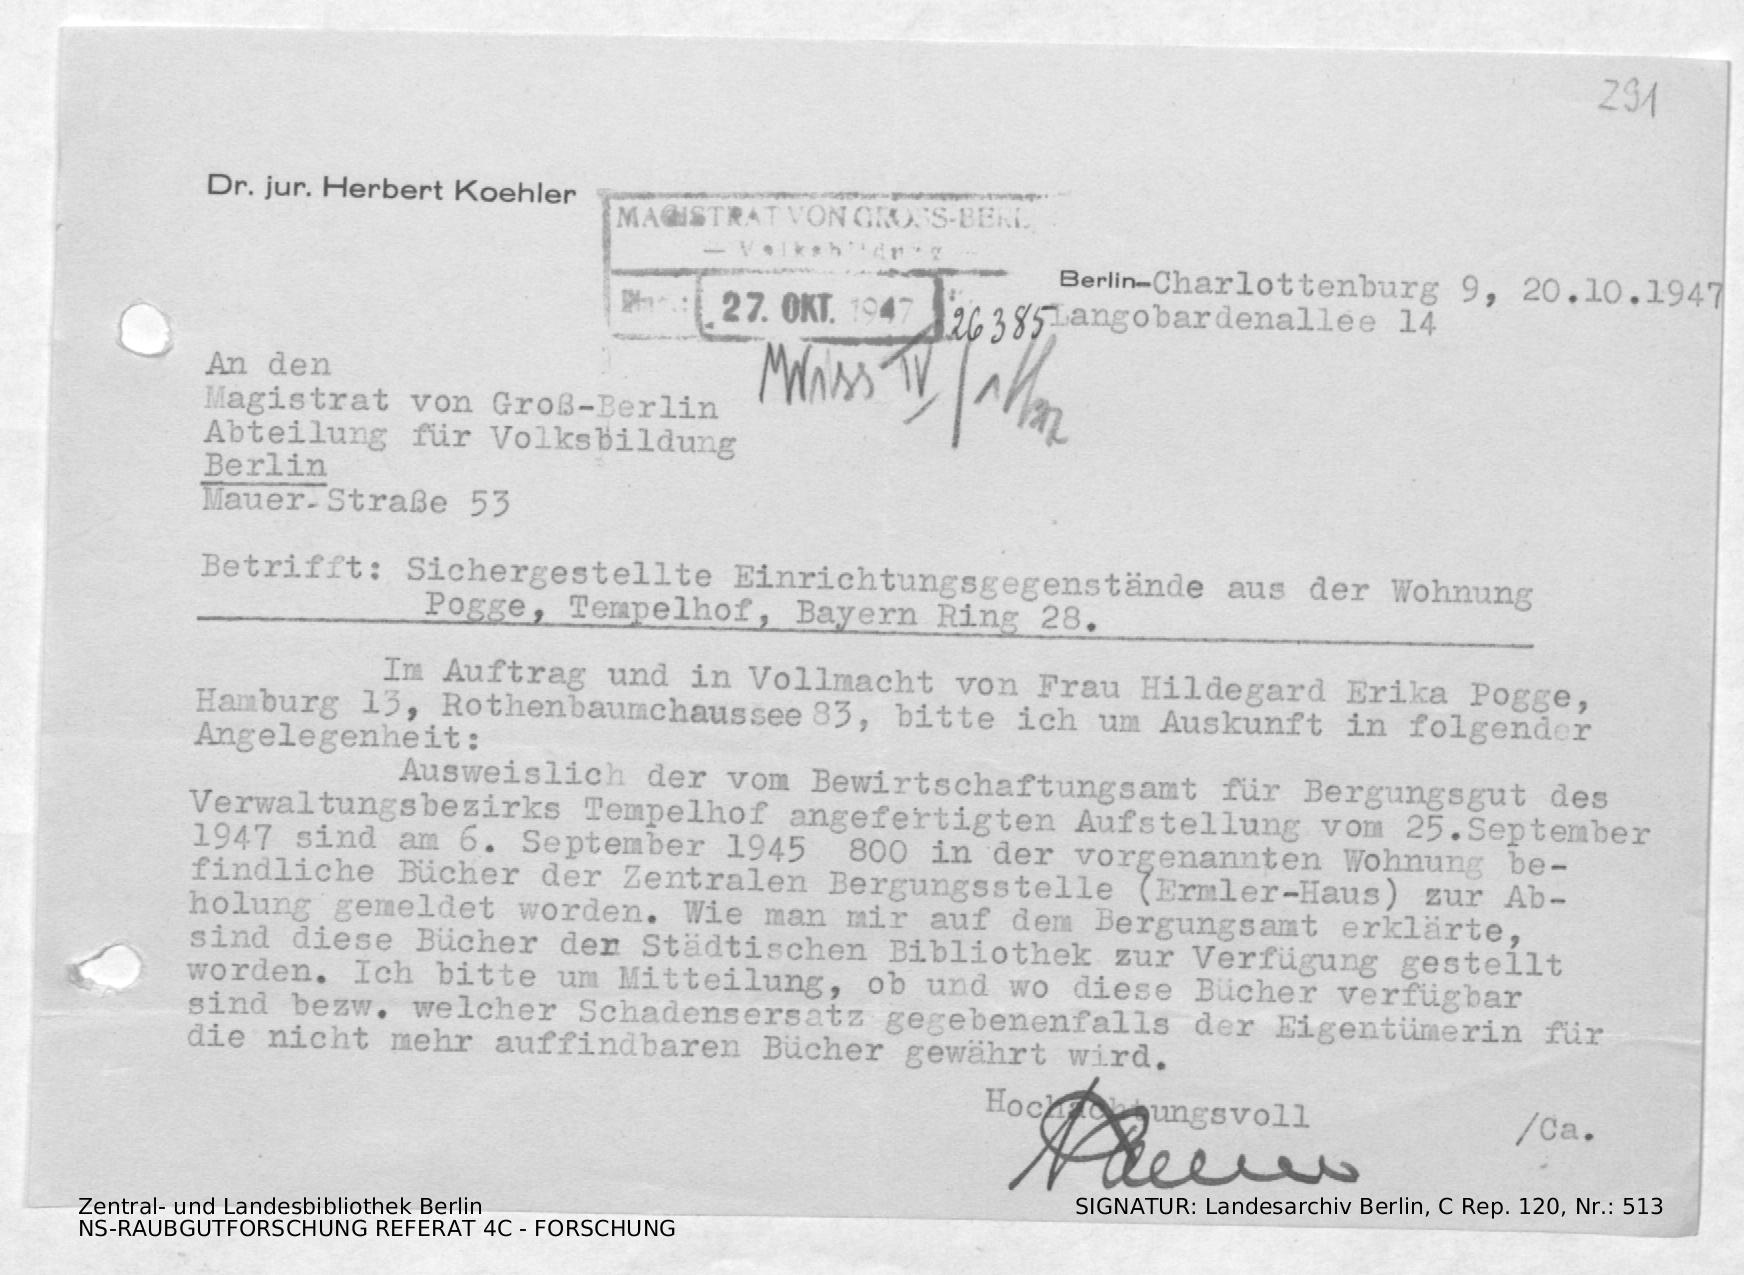 291
Dr. jur. Herbert Koehler
MAGISTRAT VON GROSS-BERL
— Volksbildung —
27. OKT. 1947
26385
Berlin-Charlottenburg 9, 20.10.1947
Langobardenallee 14
Wiss IV
An den
Magistrat von Groß-Berlin
Abteilung für Volksbildung
Berlin
Mauer-Straße 53
Betrifft: Sichergestellte Einrichtungsgegenstände aus der Wohnung
Pogge, Tempelhof, Bayern Ring 28.
Im Auftrag und in Vollmacht von Frau Hildegard Erika Pogge,
Hamburg 13, Rothenbaumchaussee 83, bitte ich um Auskunft in folgender
Angelegenheit:
Ausweislich der vom Bewirtschaftungsamt für Bergungsgut des
Verwaltungsbezirks Tempelhof angefertigten Aufstellung vom 25.September
1947 sind am 6. September 1945 800 in der vorgenannten Wohnung be-
findliche Bücher der Zentralen Bergungsstelle (Ermler-Haus) zur Ab-
holung gemeldet worden. Wie man mir auf dem Bergungsamt erklärte,
sind diese Bücher der Städtischen Bibliothek zur Verfügung gestellt
worden. Ich bitte um Mitteilung, ob und wo diese Bücher verfügbar
sind bezw. welcher Schadensersatz gegebenenfalls der Eigentümerin für
die nicht mehr auffindbaren Bücher gewährt wird.
Hochachtungsvoll
/Ca.
Zentral- und Landesbibliothek Berlin
NS-RAUBGUTFORSCHUNG REFERAT 4C - FORSCHUNG
SIGNATUR: Landesarchiv Berlin, C Rep. 120, Nr.: 513